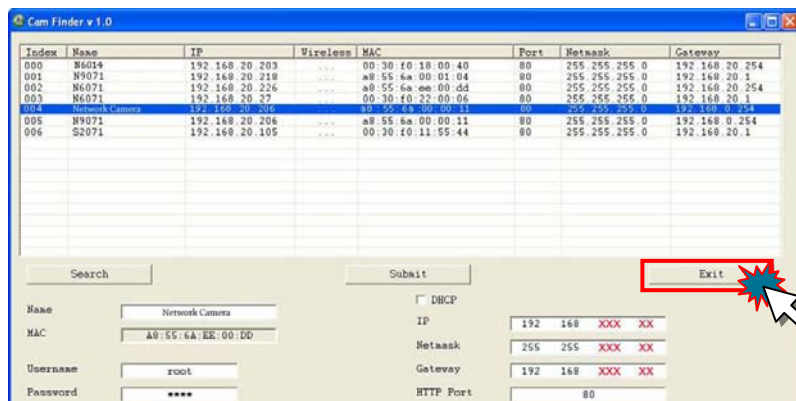 Cam Finder v 1.0
Index Name IP Wireless MAC Port Netmask Gateway
000 N6014 192.168.20.203 ... 00:30:f0:18:00:40 80 255.255.255.0 192.168.20.254
001 N9071 192.168.20.218 ... a8:55:6a:00:01:04 80 255.255.255.0 192.168.20.1
002 N6071 192.168.20.226 ... a8:55:6a:ee:00:dd 80 255.255.255.0 192.168.20.254
003 N6071 192.168.20.27 ... 00:30:f0:22:00:06 80 255.255.255.0 192.168.20.1
004 Network Camera 192.168.20.206 ... a8:55:6a:00:00:11 80 255.255.255.0 192.168.0.254
005 N9071 192.168.20.206 ... a8:55:6a:00:00:11 80 255.255.255.0 192.168.0.254
006 S2071 192.168.20.105 ... 00:30:f0:11:55:44 80 255.255.255.0 192.168.20.1
Search Submit Exit
DHCP
Name Network Camera
IP 192 168 XXX XX
MAC A8:55:6A:EE:00:DD
Netmask 255 255 XXX XX
Username root
Gateway 192 168 XXX XX
Password ****
HTTP Port 80